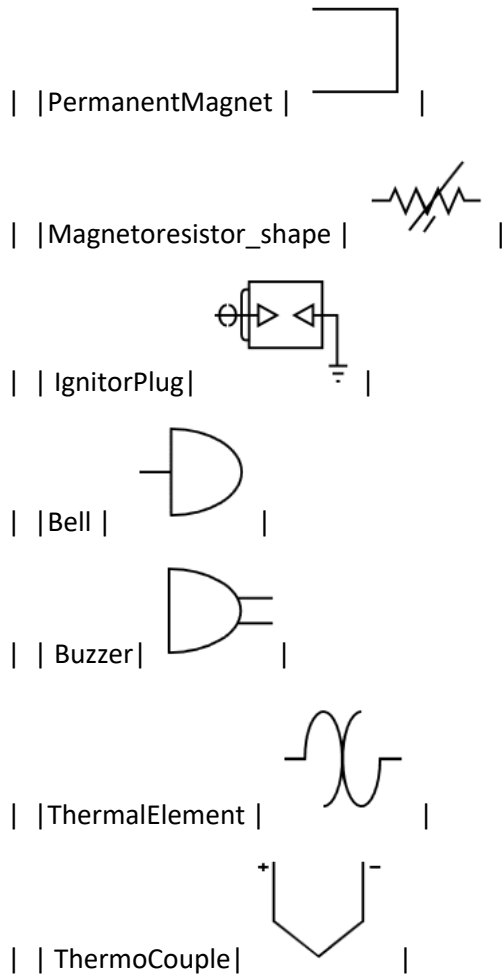 | |PermanentMagnet | |
| |Magnetoresistor_shape | |
| | IgnitorPlug| |
| |Bell | |
| | Buzzer| |
| |ThermalElement | |
+ -
| | ThermoCouple| |